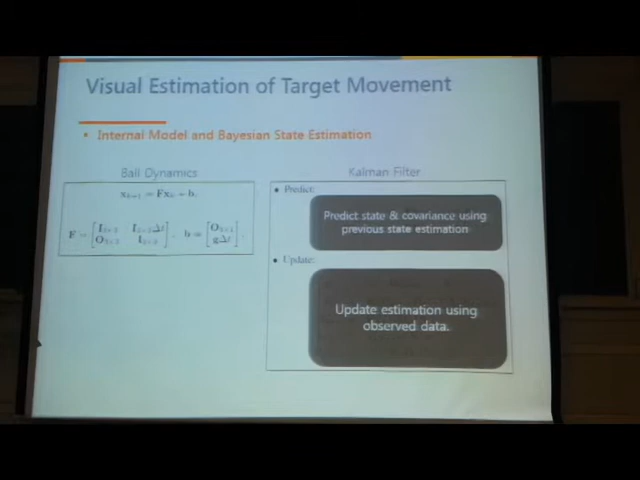 Visual Estimation of Target Movement
• Internal Model and Bayesian State Estimation
Ball Dynamics
Kalman Filter
• Predict:
Predict state & covariance using
previous state estimation
• Update:
Update estimation using
observed data.